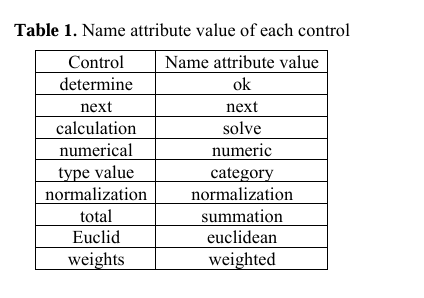 Table 1. Name attribute value of each control
Control Name attribute value
determine ok
next next
calculation solve
numerical numeric
type value category
normalization normalization
total summation
Euclid euclidean
weights weighted